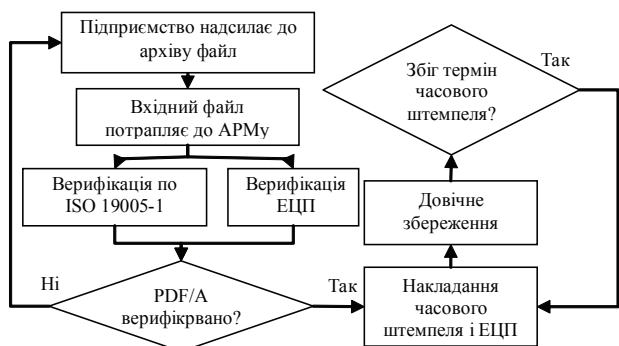 Підприємство надсилає до
архіву файл
Вхідний файл
потрапляє до АРМу
Верифікація по
ISO 19005-1
Верифікація
ЕЦП
Ні
PDF/A
верифікрвано?
Так
Накладання
часового
штемпеля і ЕЦП
Довічне
збереження
Збіг термін
часового
штемпеля?
Так